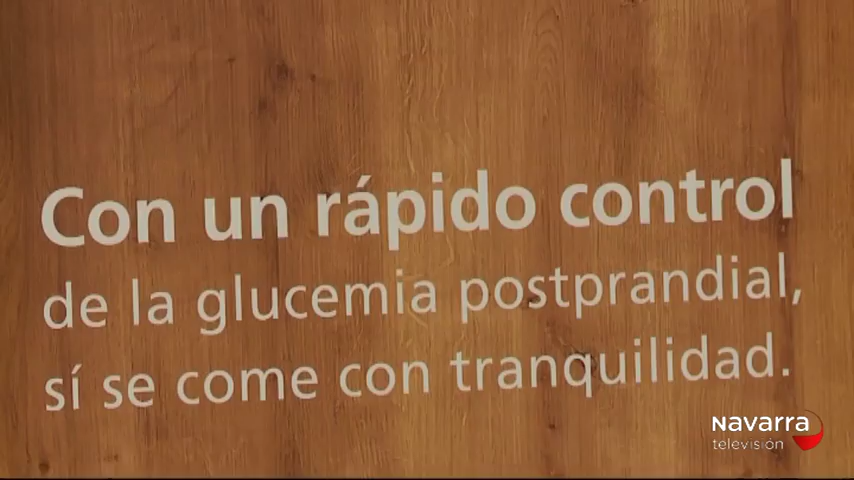 Con un rápido control
de la glucemia postprandial,
sí se come con tranquilidad.
navarra
televisión